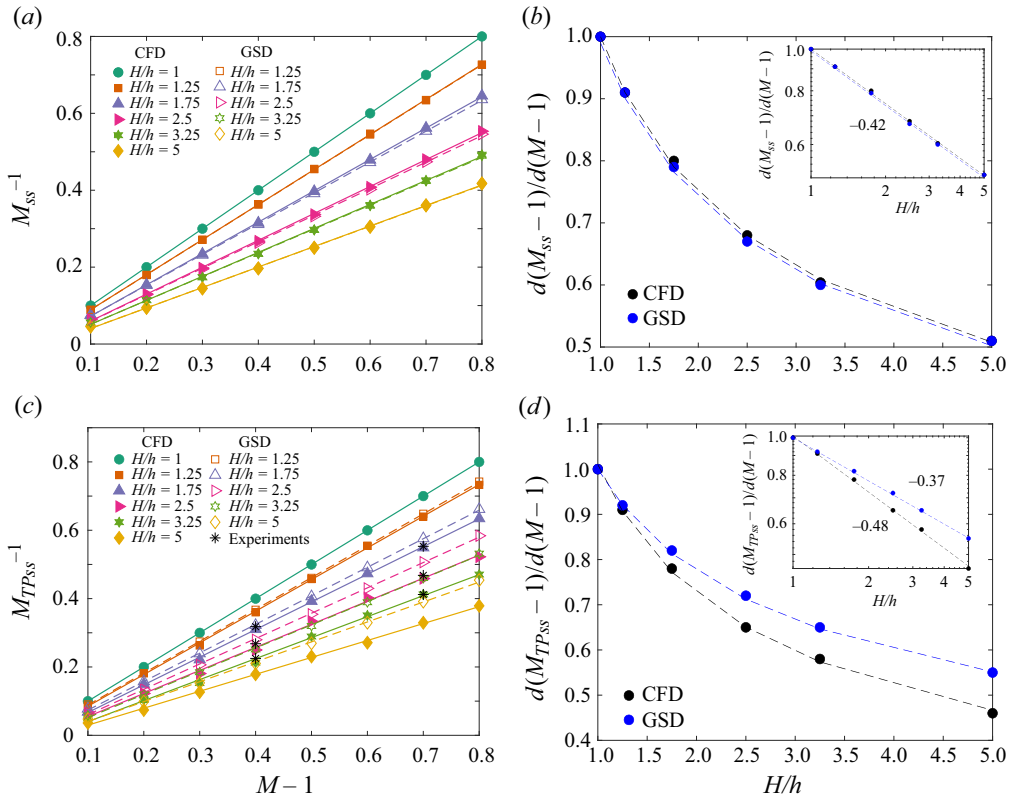 (a)
0.8
0.6
0.4
0.2
0
M_ss^−1
CFD GSD
H/h = 1 H/h = 1.25
H/h = 1.25 H/h = 1.75
H/h = 1.75 H/h = 2.5
H/h = 2.5 H/h = 3.25
H/h = 3.25 H/h = 5
H/h = 5
0.1 0.2 0.3 0.4 0.5 0.6 0.7 0.8
(b)
1.0
0.9
0.8
0.7
0.6
0.5
d(M_ss − 1)/d(M − 1)
1.0
0.8
0.6
d(M_ss − 1)/d(M − 1)
−0.42
1 2 3 4 5
H/h
CFD
GSD
1.0 1.5 2.0 2.5 3.0 3.5 4.0 4.5 5.0
(c)
0.8
0.6
0.4
0.2
0
M_TPss^−1
CFD GSD
H/h = 1 H/h = 1.25
H/h = 1.25 H/h = 1.75
H/h = 1.75 H/h = 2.5
H/h = 2.5 H/h = 3.25
H/h = 3.25 H/h = 5
H/h = 5 Experiments
0.1 0.2 0.3 0.4 0.5 0.6 0.7 0.8
M − 1
(d)
1.1
1.0
0.9
0.8
0.7
0.6
0.5
0.4
d(M_TPss − 1)/d(M − 1)
1.0
0.8
0.6
d(M_TPss − 1)/d(M − 1)
−0.37
−0.48
1 2 3 4 5
H/h
CFD
GSD
1.0 1.5 2.0 2.5 3.0 3.5 4.0 4.5 5.0
H/h